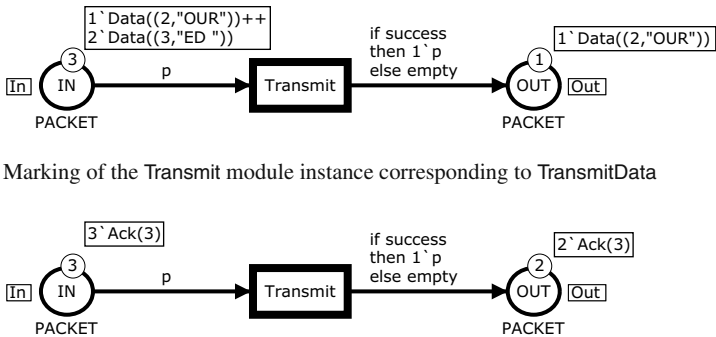 1`Data((2,"OUR"))++
2`Data((3,"ED "))
if success
then 1`p
else empty
1`Data((2,"OUR"))
3
p
1
In
IN
Transmit
OUT
Out
PACKET
PACKET
Marking of the Transmit module instance corresponding to TransmitData
3`Ack(3)
if success
then 1`p
else empty
2`Ack(3)
3
p
2
In
IN
Transmit
OUT
Out
PACKET
PACKET